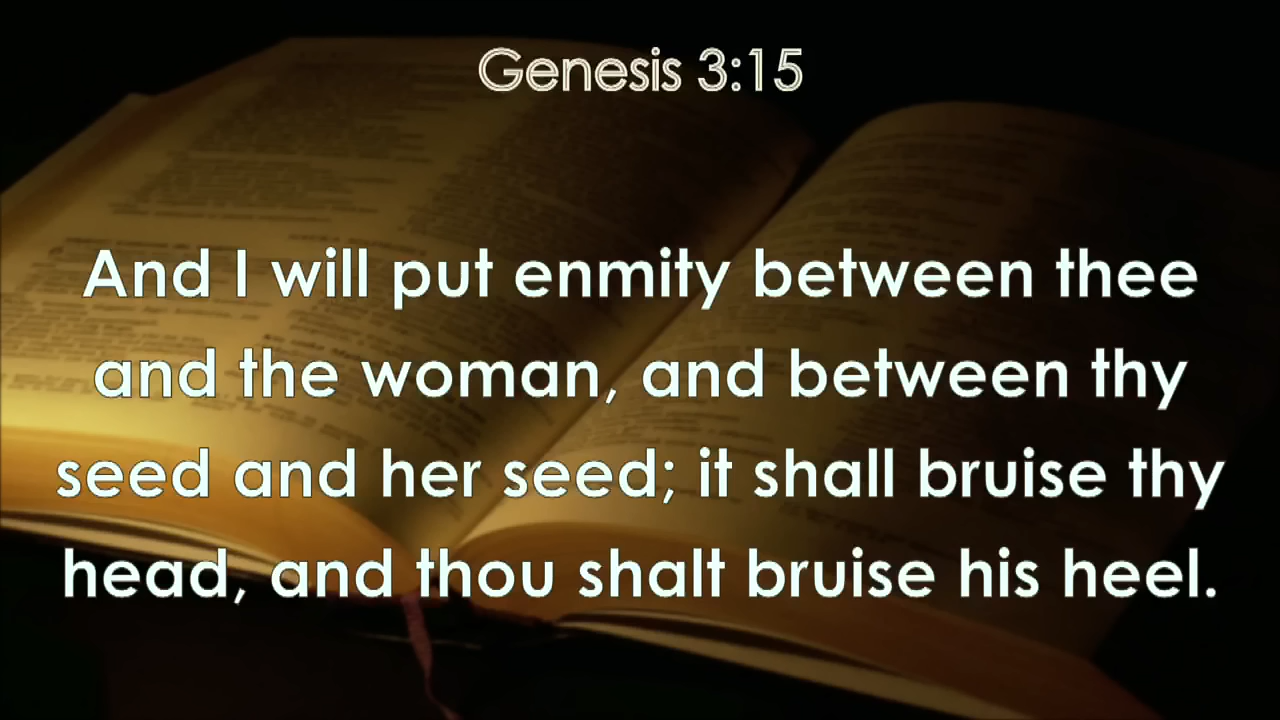 Genesis 3:15
And I will put enmity between thee
and the woman, and between thy
seed and her seed; it shall bruise thy
head, and thou shalt bruise his heel.